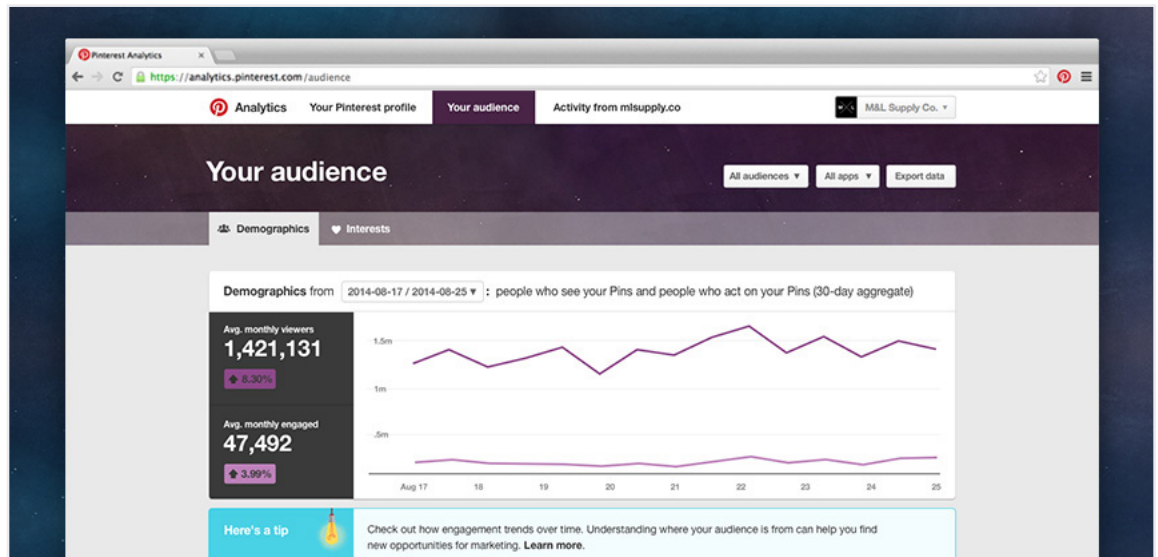 Pinterest Analytics ×
https://analytics.pinterest.com/audience
Analytics Your Pinterest profile Your audience Activity from mlsupply.co M&L Supply Co.
Your audience
All audiences All apps Export data
Demographics Interests
Demographics from 2014-08-17 / 2014-08-25 : people who see your Pins and people who act on your Pins (30-day aggregate)
Avg. monthly viewers
1,421,131
8.30%
Avg. monthly engaged
47,492
3.99%
1.5m
1m
.5m
Aug 17 18 19 20 21 22 23 24 25
Here's a tip
Check out how engagement trends over time. Understanding where your audience is from can help you find
new opportunities for marketing. Learn more.